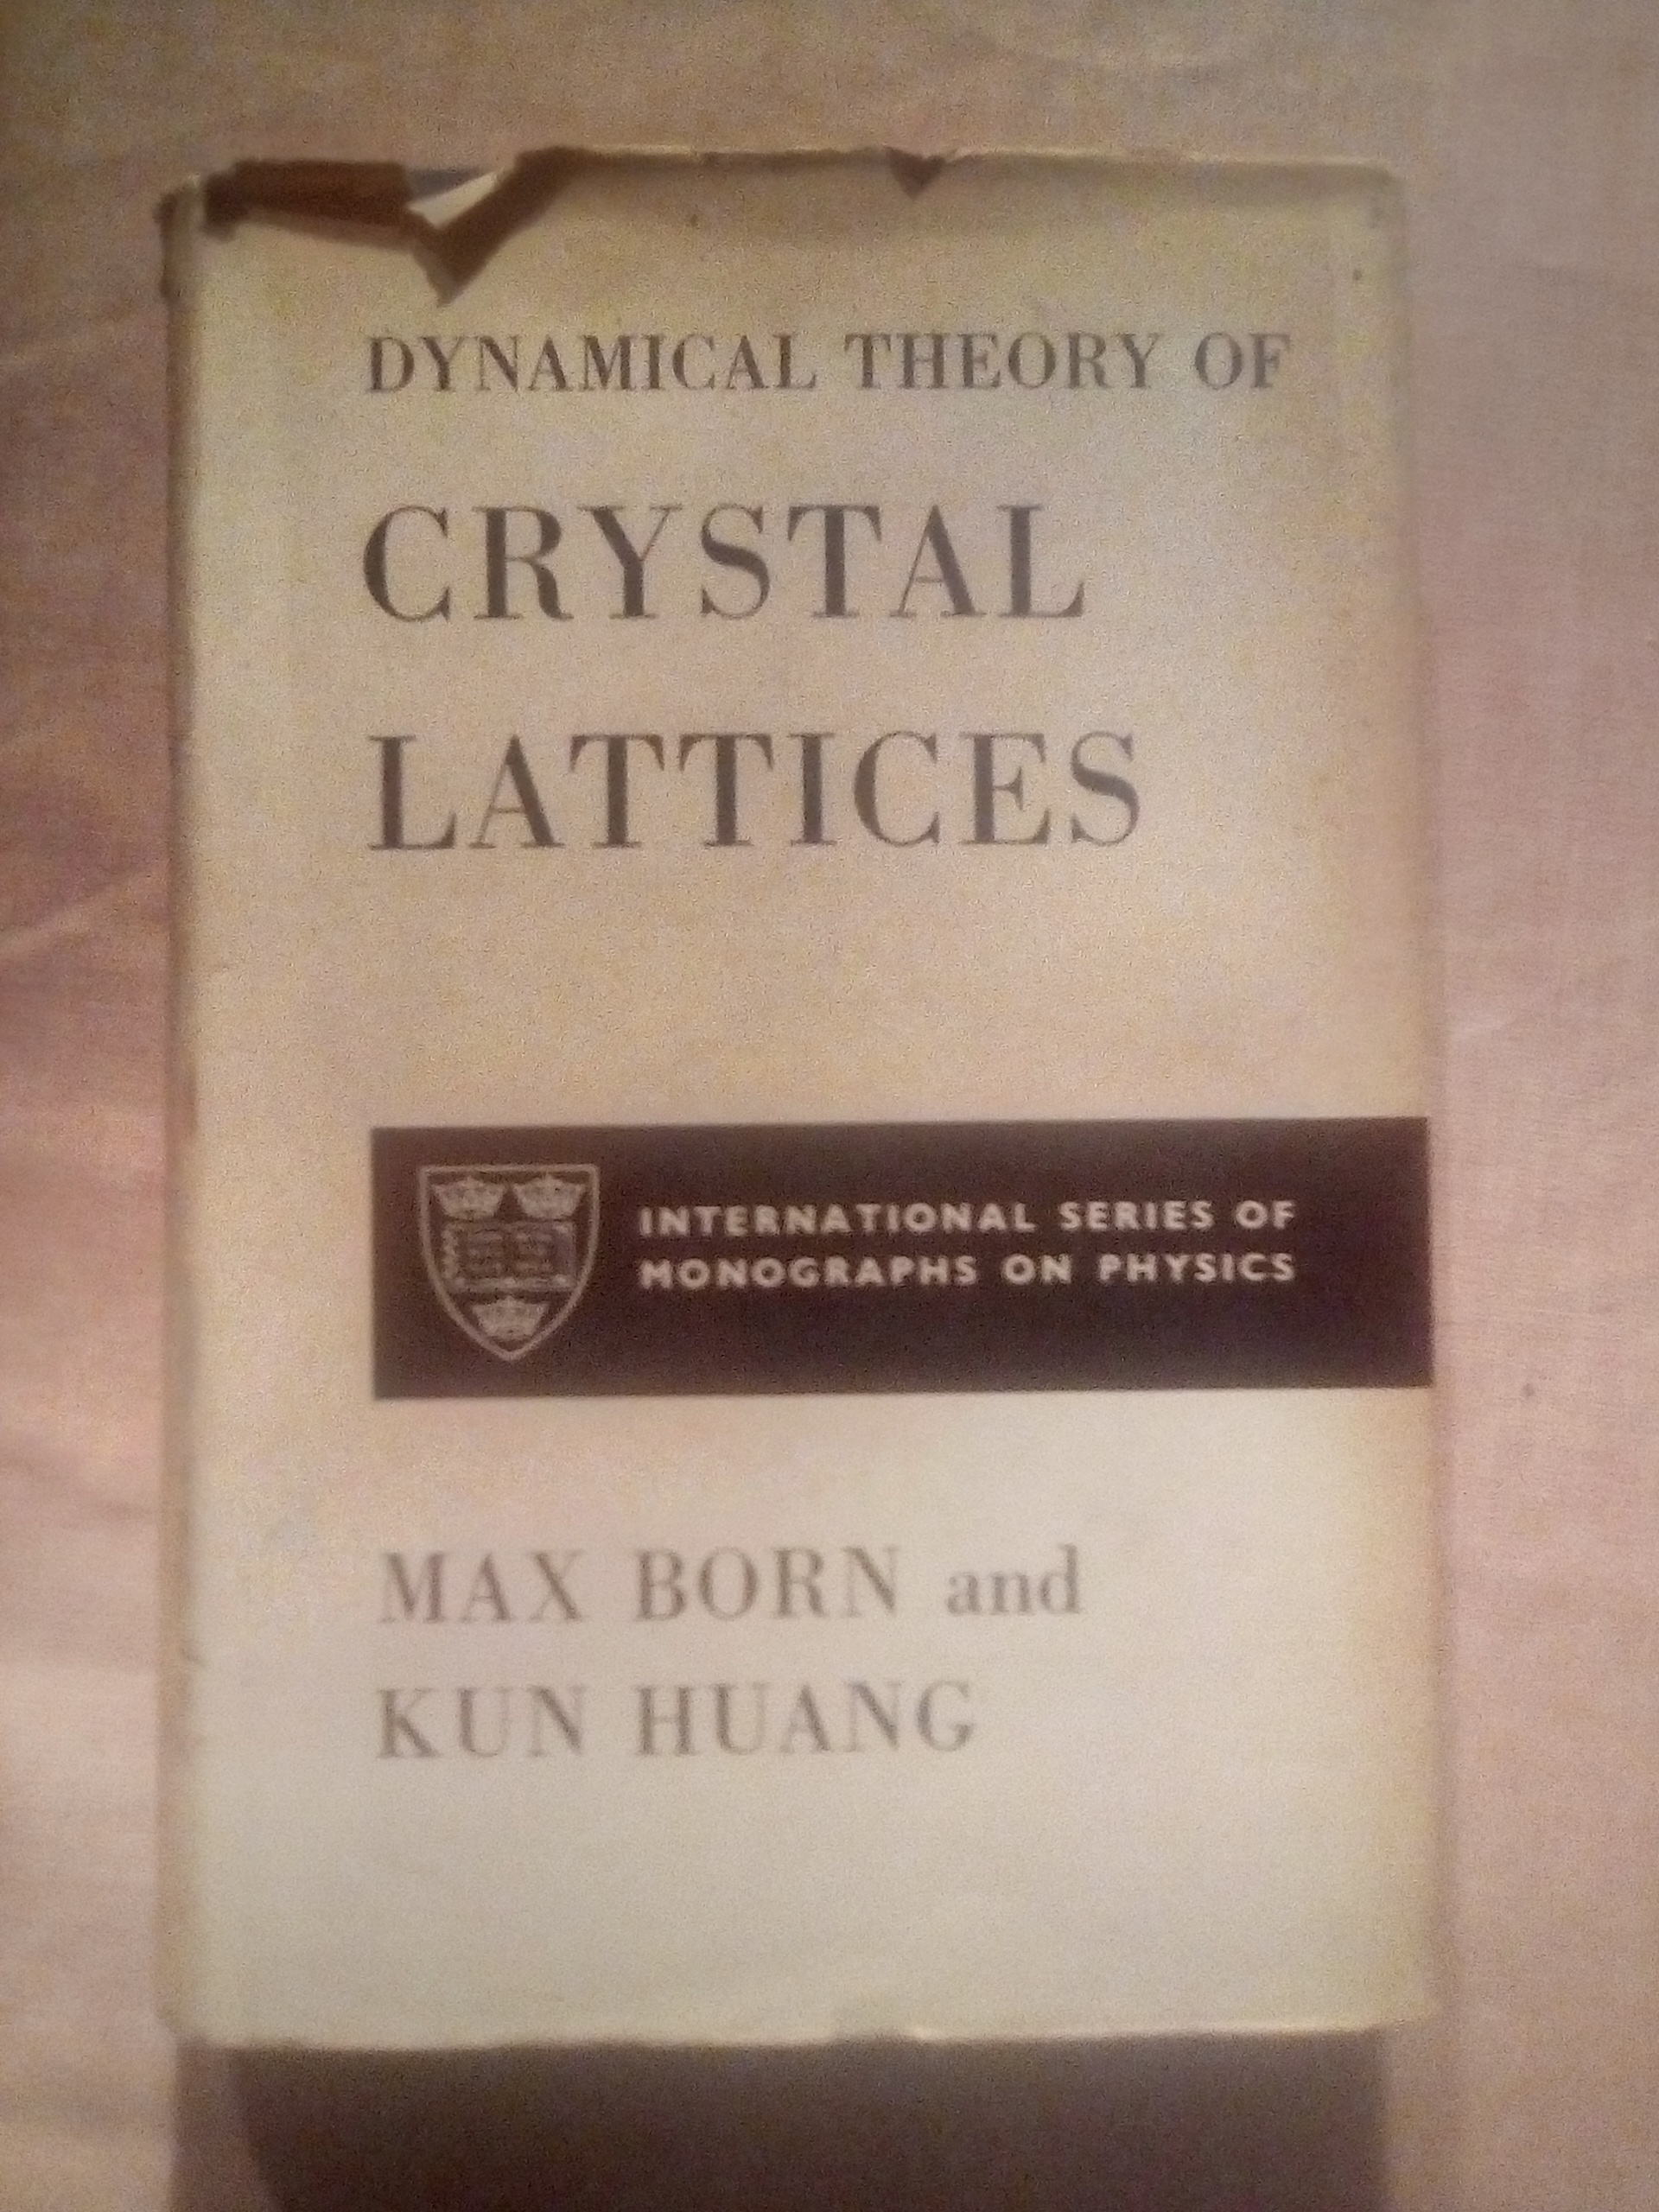 DYNAMICAL THEORY OF
CRYSTAL
LATTICES
INTERNATIONAL SERIES OF
MONOGRAPHS ON PHYSICS
MAX BORN and
KUN HUANG